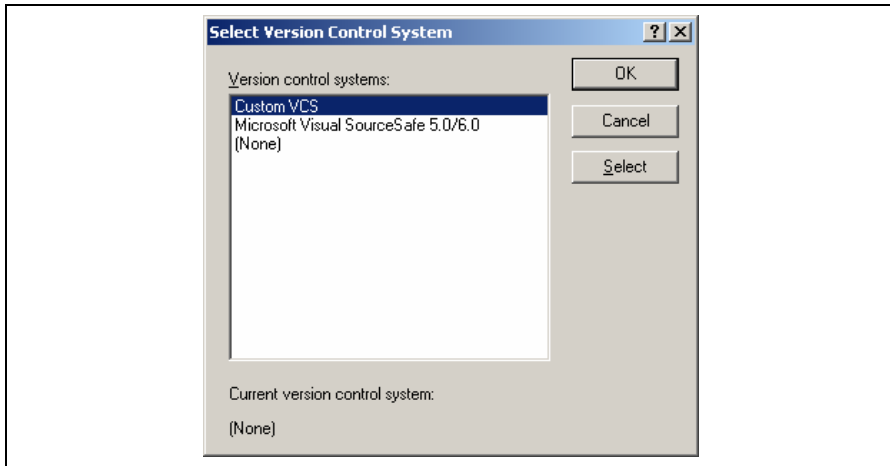 Select Version Control System
Version control systems:
OK
Custom VCS
Microsoft Visual SourceSafe 5.0/6.0
Cancel
(None)
Select
Current version control system:
(None)